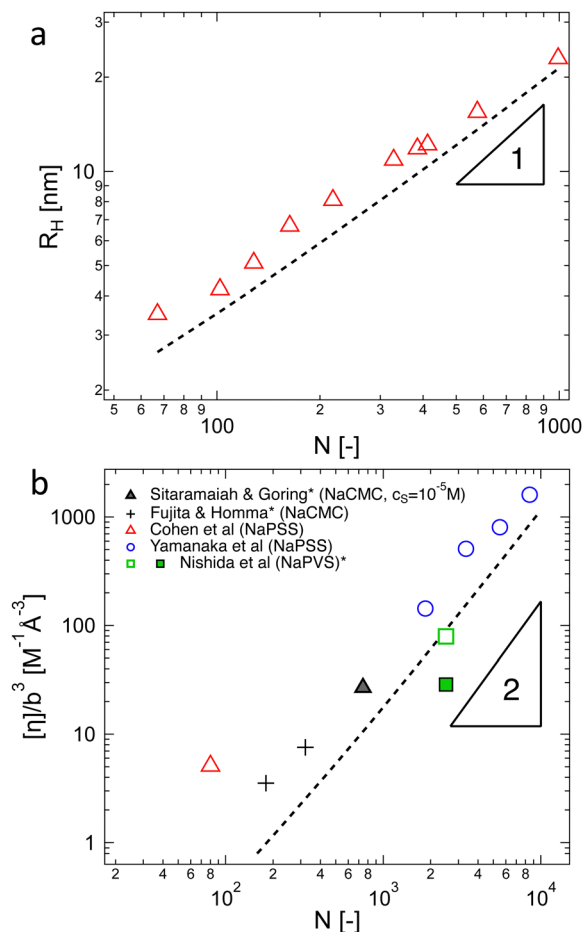 a
3
2
10
9
8
7
6
5
4
3
2
R_H [nm]
1
5 6 7 8 9 100 2 3 4 5 6 7 8 9 1000
N [-]
b
Sitaramaiah & Goring* (NaCMC, c_S=10^-5M)
Fujita & Homma* (NaCMC)
Cohen et al (NaPSS)
Yamanaka et al (NaPSS)
Nishida et al (NaPVS)*
1000
100
10
1
[η]/b^3 [M^-1 Å^-3]
2
2 4 6 8 10^2 2 4 6 8 10^3 2 4 6 8 10^4
N [-]